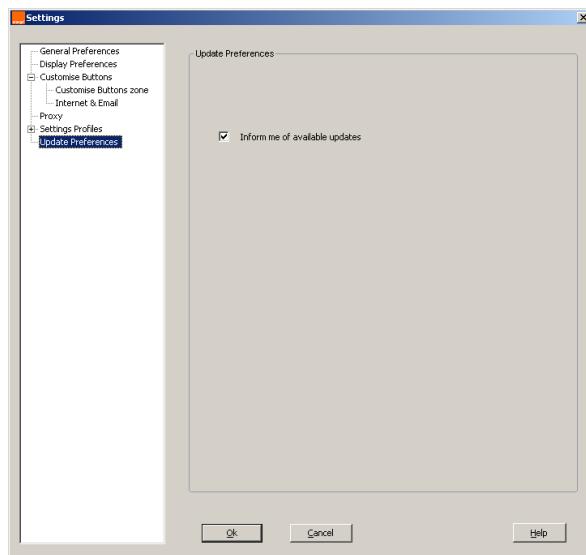 Settings
General Preferences
Display Preferences
Customise Buttons
Customise Buttons zone
Internet & Email
Proxy
Settings Profiles
Update Preferences
Update Preferences
Inform me of available updates
Ok
Cancel
Help